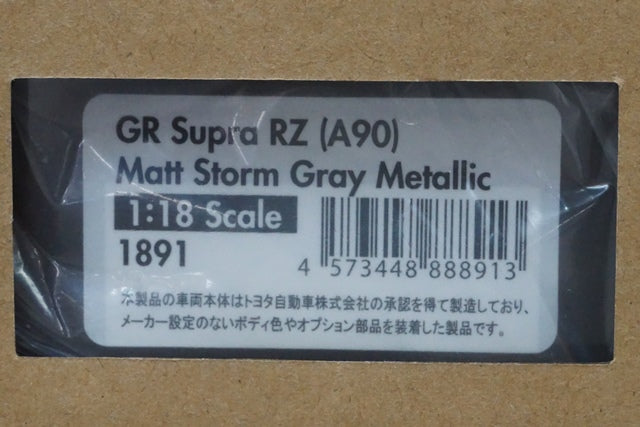 GR Supra RZ (A90)
Matt Storm Gray Metallic
1:18 Scale
1891
4 573448 888913
本製品の車両本体はトヨタ自動車株式会社の承認を得て製造しており、
メーカー設定のないボディ色やオプション部品を装着した製品です。